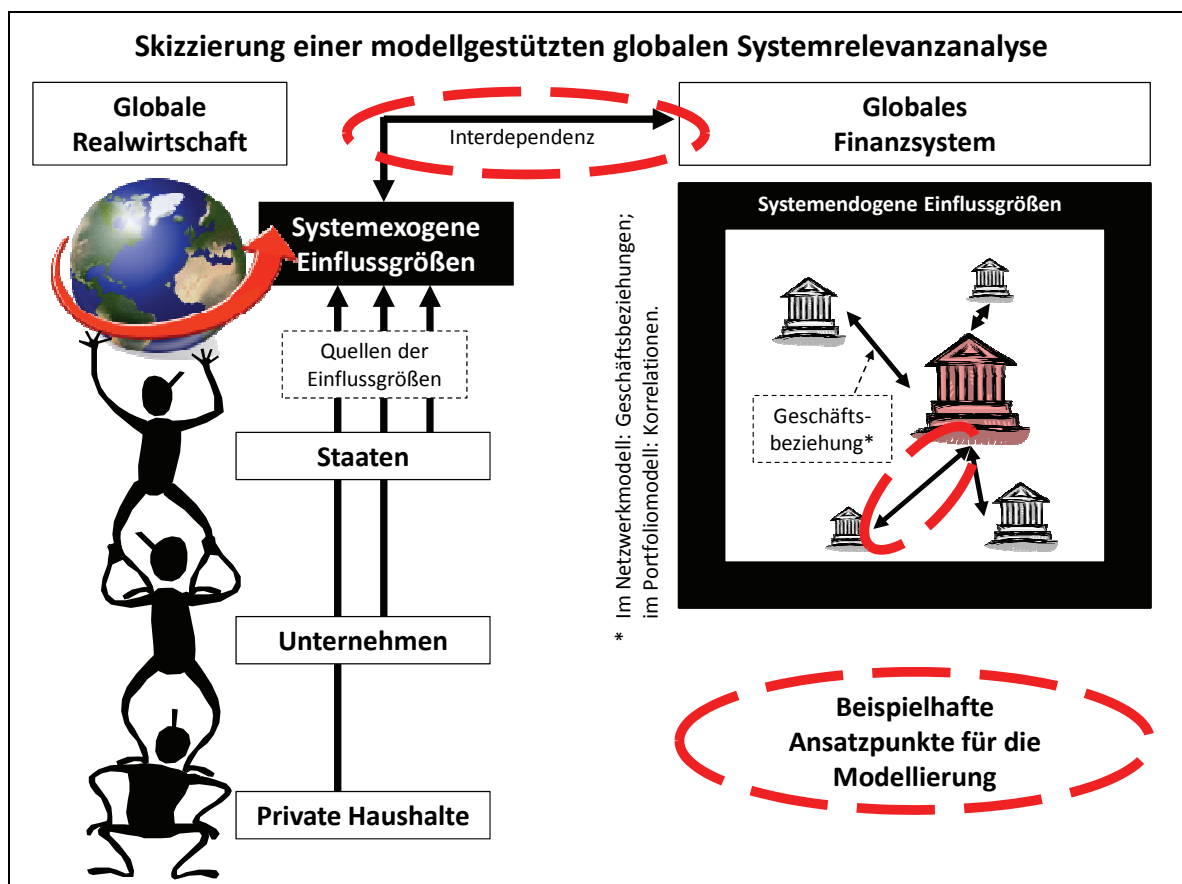 Skizzierung einer modellgestützten globalen Systemrelevanzanalyse
Globale
Realwirtschaft
Interdependenz
Globales
Finanzsystem
Systemexogene
Einflussgrößen
Quellen der
Einflussgrößen
Staaten
Unternehmen
Private Haushalte
* Im Netzwerkmodell: Geschäftsbeziehungen;
im Portfoliomodell: Korrelationen.
Systemendogene Einflussgrößen
Geschäfts-
beziehung*
Beispielhafte
Ansatzpunkte für die
Modellierung